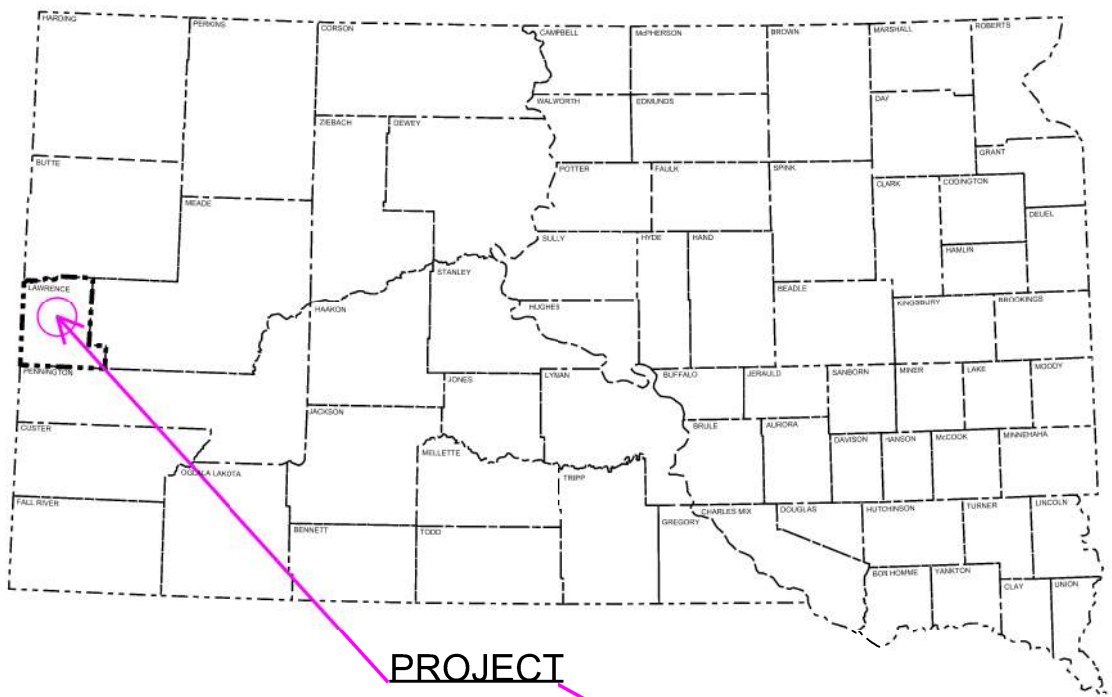 HARDING
PERKINS
CORSON
CAMPBELL
McPHERSON
BROWN
MARSHALL
ROBERTS
WALWORTH
EDMUNDS
DAY
ZIEBACH
DEWEY
GRANT
BUTTE
POTTER
FAULK
SPINK
CLARK
CODINGTON
MEADE
DEUEL
SULLY
HYDE
HAND
HAMLIN
STANLEY
LAWRENCE
BEADLE
HAAKON
HUGHES
KINGSBURY
BROOKINGS
PENNINGTON
JONES
LYMAN
BUFFALO
JERAULD
SANBORN
MINER
LAKE
MOODY
JACKSON
CUSTER
BRULE
AURORA
DAVISON
HANSON
McCOOK
MINNEHAHA
MELLETTE
OGLALA LAKOTA
TRIPP
FALL RIVER
GREGORY
CHARLES MIX
DOUGLAS
HUTCHINSON
TURNER
LINCOLN
BENNETT
TODD
BON HOMME
YANKTON
CLAY
UNION
PROJECT